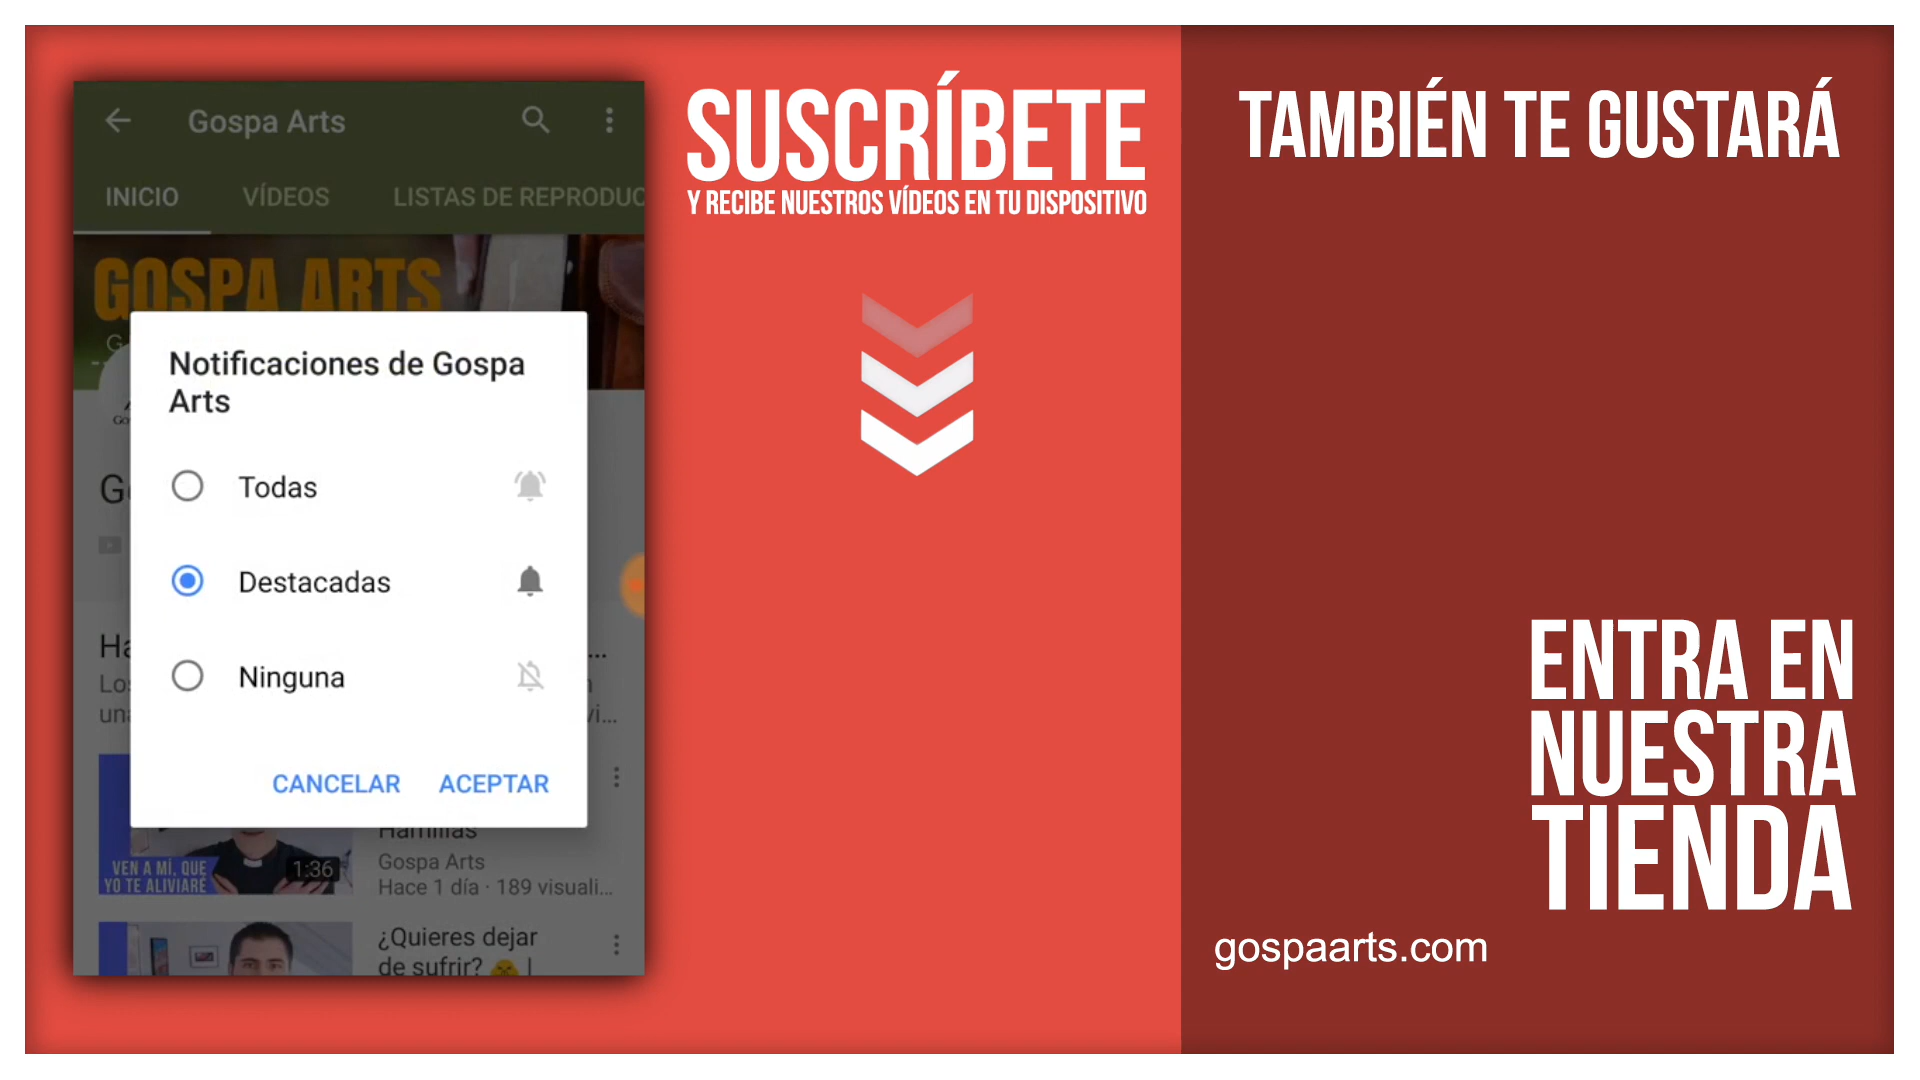 Gospa Arts
INICIO VÍDEOS LISTAS DE REPRODUC
GOSPA ARTS
Notificaciones de Gospa
Arts
Todas
Destacadas
Ninguna
CANCELAR ACEPTAR
VEN A MÍ, QUE
YO TE ALIVIARÉ
1:36
Gospa Arts
Hace 1 día · 189 visuali...
¿Quieres dejar
de sufrir? 
SUSCRÍBETE
Y RECIBE NUESTROS VÍDEOS EN TU DISPOSITIVO
TAMBIÉN TE GUSTARÁ
ENTRA EN
NUESTRA
TIENDA
gospaarts.com